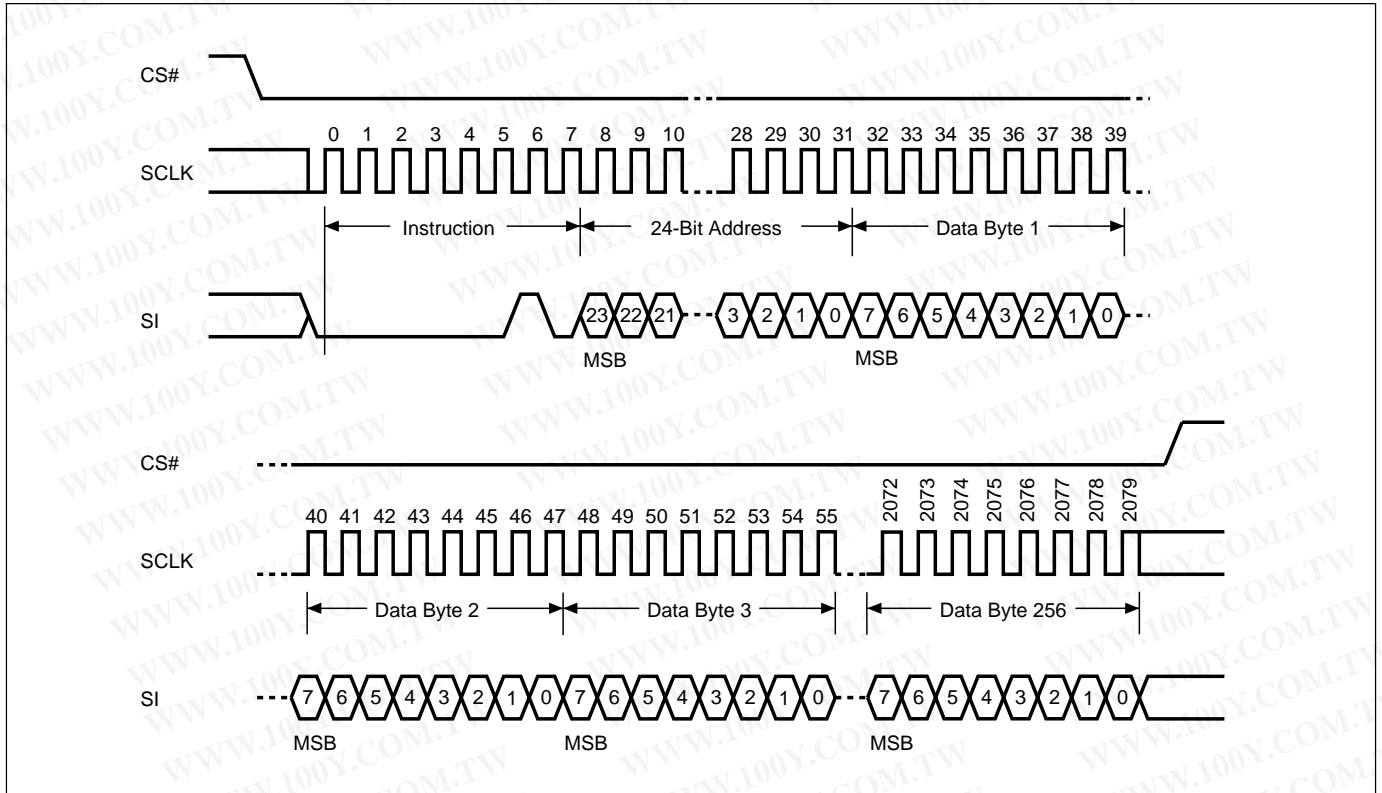 CS#
0 1 2 3 4 5 6 7 8 9 10 28 29 30 31 32 33 34 35 36 37 38 39
SCLK
Instruction 24-Bit Address Data Byte 1
SI 23 22 21 3 2 1 0 7 6 5 4 3 2 1 0
MSB MSB
CS#
2072 2073 2074 2075 2076 2077 2078 2079
40 41 42 43 44 45 46 47 48 49 50 51 52 53 54 55
SCLK
Data Byte 2 Data Byte 3 Data Byte 256
SI 7 6 5 4 3 2 1 0 7 6 5 4 3 2 1 0 7 6 5 4 3 2 1 0
MSB MSB MSB
WWW.100Y.COM.TW